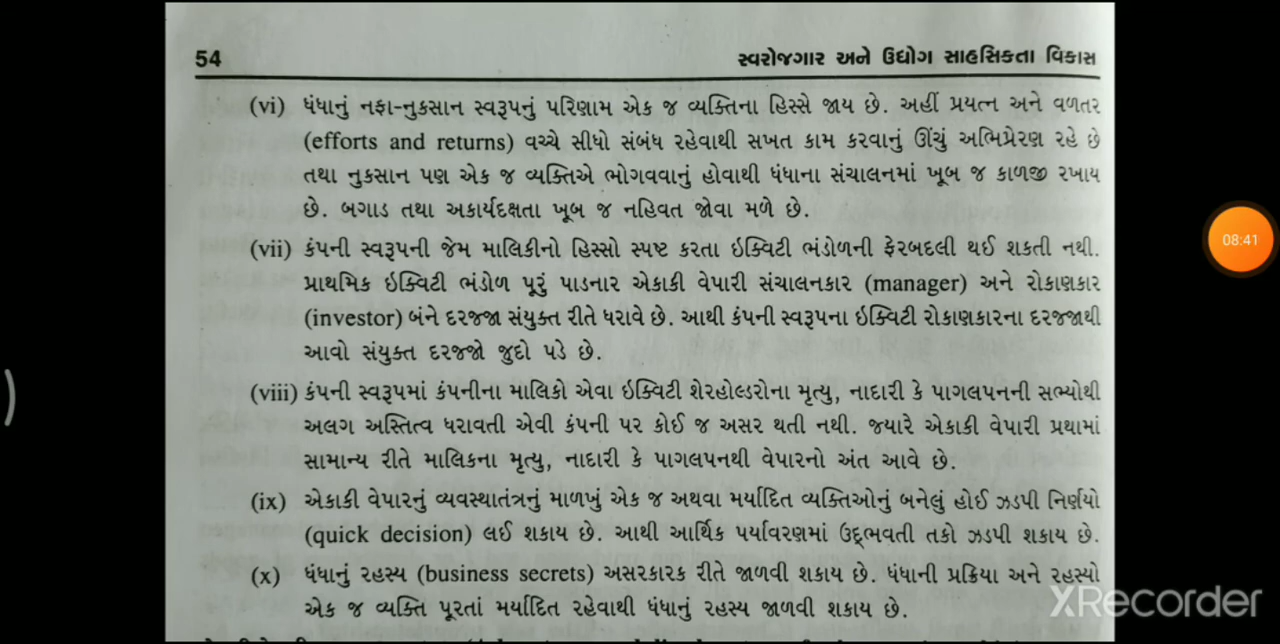 54
સ્વરોજગાર અને ઉદ્યોગ સાહસિકતા વિકાસ
(vi) ધંધાનું નફા-નુકસાન સ્વરૂપનું પરિણામ એક જ વ્યક્તિના હિસ્સે જાય છે. અહીં પ્રયત્ન અને વળતર
(efforts and returns) વચ્ચે સીધો સંબંધ રહેવાથી સખત કામ કરવાનું ઊંચું અભિપ્રેરણ રહે છે
તથા નુકસાન પણ એક જ વ્યક્તિએ ભોગવવાનું હોવાથી ધંધાના સંચાલનમાં ખૂબ જ કાળજી રખાય
છે. બગાડ તથા અકાર્યદક્ષતા ખૂબ જ નહિવત જોવા મળે છે.
(vii) કંપની સ્વરૂપની જેમ માલિકીનો હિસ્સો સ્પષ્ટ કરતા ઇક્વિટી ભંડોળની ફેરબદલી થઈ શકતી નથી.
પ્રાથમિક ઇક્વિટી ભંડોળ પૂરું પાડનાર એકાકી વેપારી સંચાલનકાર (manager) અને રોકાણકાર
(investor) બંને દરજ્જા સંયુક્ત રીતે ધરાવે છે. આથી કંપની સ્વરૂપના ઇક્વિટી રોકાણકારના દરજ્જાથી
આવો સંયુક્ત દરજ્જો જુદો પડે છે.
(viii) કંપની સ્વરૂપમાં કંપનીના માલિકો એવા ઇક્વિટી શેરહોલ્ડરોના મૃત્યુ, નાદારી કે પાગલપનની સભ્યોથી
અલગ અસ્તિત્વ ધરાવતી એવી કંપની પર કોઈ જ અસર થતી નથી. જ્યારે એકાકી વેપારી પ્રથામાં
સામાન્ય રીતે માલિકના મૃત્યુ, નાદારી કે પાગલપનથી વેપારનો અંત આવે છે.
(ix) એકાકી વેપારનું વ્યવસ્થાતંત્રનું માળખું એક જ અથવા મર્યાદિત વ્યક્તિઓનું બનેલું હોઈ ઝડપી નિર્ણયો
(quick decision) લઈ શકાય છે. આથી આર્થિક પર્યાવરણમાં ઉદ્ભવતી તકો ઝડપી શકાય છે.
(x) ધંધાનું રહસ્ય (business secrets) અસરકારક રીતે જાળવી શકાય છે. ધંધાની પ્રક્રિયા અને રહસ્યો
એક જ વ્યક્તિ પૂરતાં મર્યાદિત રહેવાથી ધંધાનું રહસ્ય જાળવી શકાય છે.
08:41
XRecorder